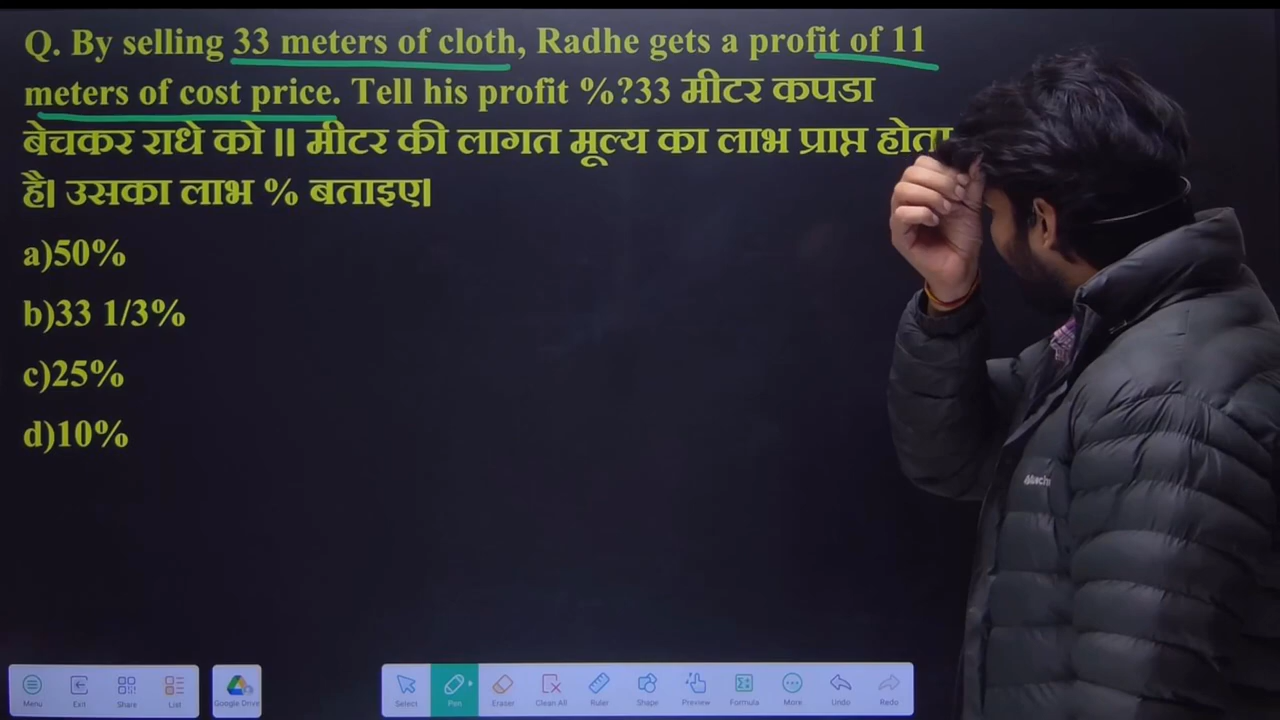 Q. By selling 33 meters of cloth, Radhe gets a profit of 11
meters of cost price. Tell his profit %?33 मीटर कपडा
बेचकर राधे को 11 मीटर की लागत मूल्य का लाभ प्राप्त होता
है। उसका लाभ % बताइए।
a)50%
b)33 1/3%
c)25%
d)10%
Menu Exit Share List Google Drive Select Pen Eraser Clean All Ruler Shape Preview Formula More Undo Redo